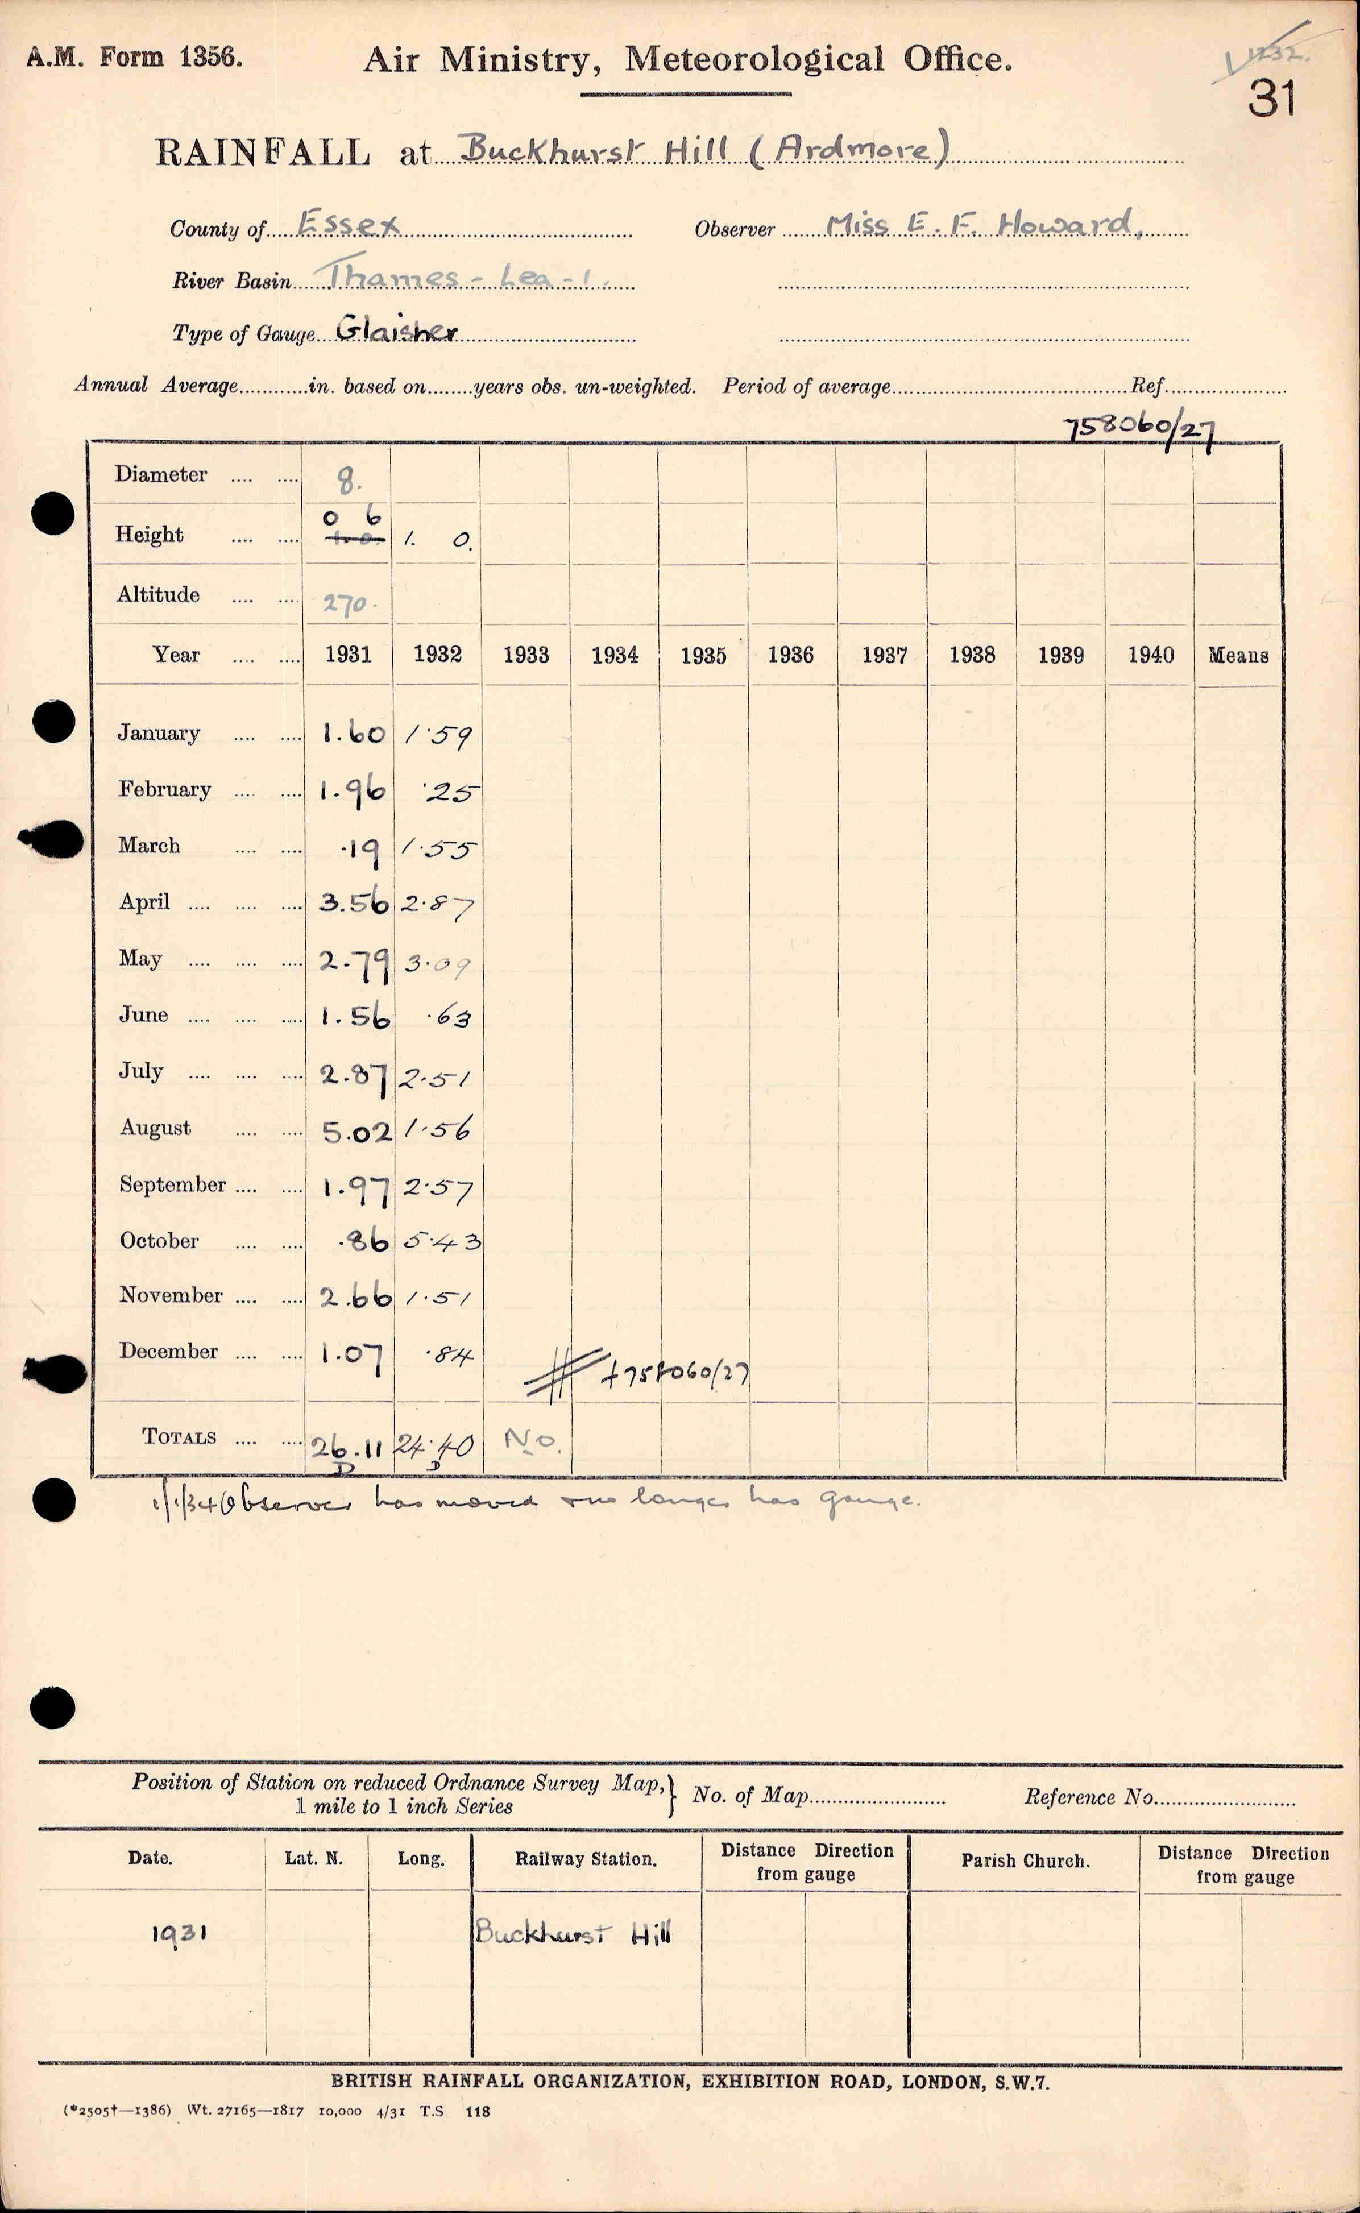 A.M. Form 1356. Air Ministry, Meteorological Office. 1232.
31
RAINFALL at Buckhurst Hill (Ardmore)
County of Essex Observer Miss E. F. Howard,
River Basin Thames - Lea - 1.
Type of Gauge Glaisher
Annual Average............in. based on........years obs. un-weighted. Period of average.......... Ref..........
758060/27
Diameter .... .... 8.
0 6
Height .... .... 1. 0. 1. 0.
Altitude .... .... 270.
Year .... .... 1931 1932 1933 1934 1935 1936 1937 1938 1939 1940 Means
January .... .... 1.60 1.59
February .... .... 1.96 .25
March .... .... .19 1.55
April .... .... .... 3.56 2.87
May .... .... .... 2.79 3.09
June .... .... .... 1.56 .63
July .... .... .... 2.87 2.51
August .... .... 5.02 1.56
September .... .... 1.97 2.57
October .... .... .86 5.43
November .... .... 2.66 1.51
December .... .... 1.07 .84
758060/27
TOTALS .... .... 26.11 24.40 No.
D D
1/1/34 Observer has moved & no longer has gauge.
Position of Station on reduced Ordnance Survey Map, } No. of Map.......... Reference No..........
1 mile to 1 inch Series
Date. Lat. N. Long. Railway Station. Distance Direction from gauge Parish Church. Distance Direction from gauge
1931 Buckhurst Hill
BRITISH RAINFALL ORGANIZATION, EXHIBITION ROAD, LONDON, S.W.7.
(*2505†—1386) Wt. 27165—1817 10,000 4/31 T.S 118